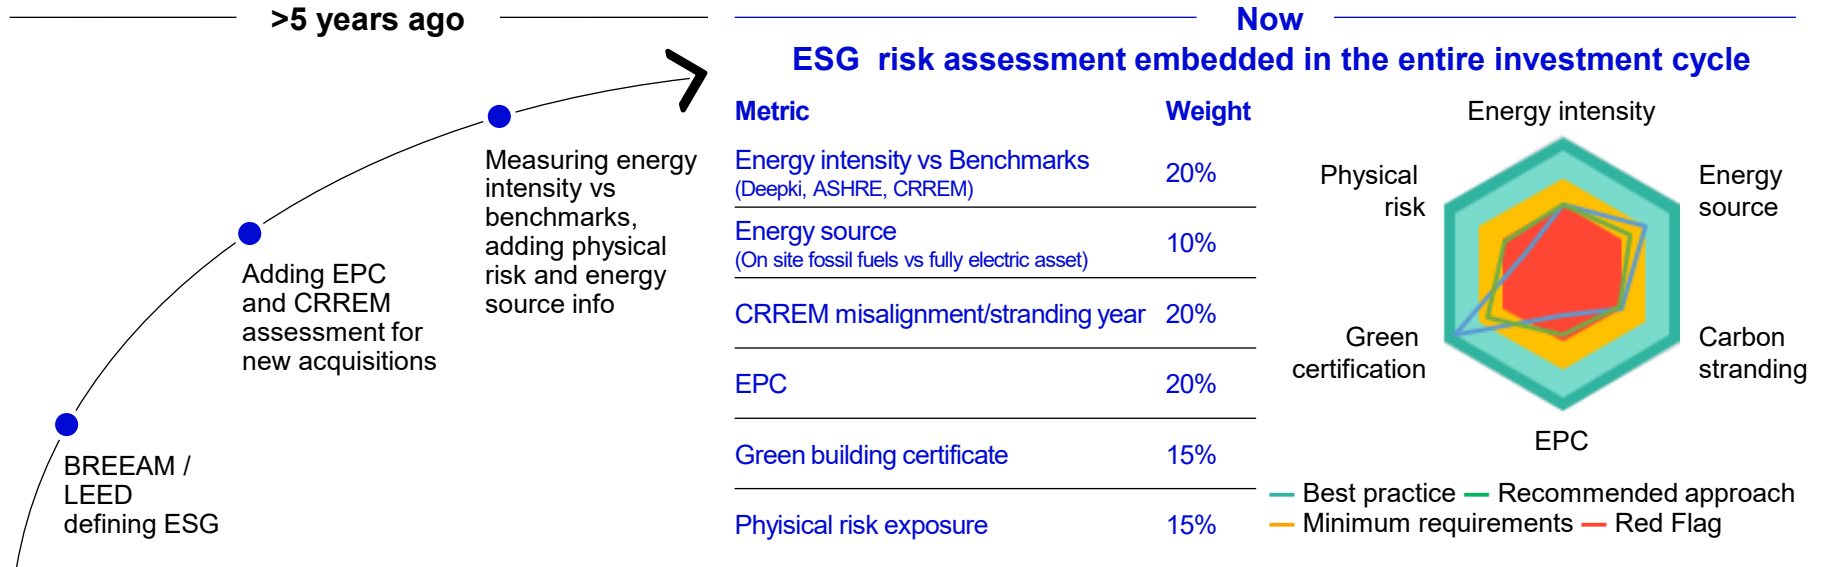 >5 years ago
BREEAM /
LEED
defining ESG
Adding EPC
and CRREM
assessment for
new acquisitions
Measuring energy
intensity vs
benchmarks,
adding physical
risk and energy
source info
Now
ESG  risk assessment embedded in the entire investment cycle
Metric Weight
Energy intensity vs Benchmarks
(Deepki, ASHRE, CRREM) 20%
Energy source
(On site fossil fuels vs fully electric asset) 10%
CRREM misalignment/stranding year 20%
EPC 20%
Green building certificate 15%
Phyisical risk exposure 15%
Energy intensity
Physical
risk
Energy
source
Green
certification
Carbon
stranding
EPC
Best practice Recommended approach
Minimum requirements Red Flag